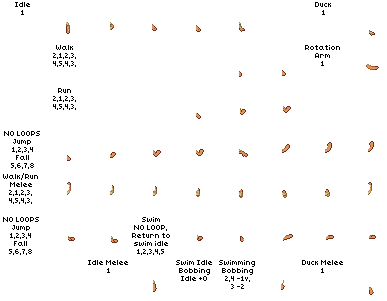 Idle
1
Duck
1
Walk
2,1,2,3,
4,5,4,3,
Rotation
Arm
1
Run
2,1,2,3,
4,5,4,3,
NO LOOPS
Jump
1,2,3,4
Fall
5,6,7,8
Walk/Run
Melee
2,1,2,3,
4,5,4,3,
NO LOOPS
Jump
1,2,3,4
Fall
5,6,7,8
Swim
NO LOOP,
Return to
swim idle
1,2,3,4,5
Idle Melee
1
Swim Idle
Bobbing
Idle +0
Swimming
Bobbing
2,4 -1v,
3 -2
Duck Melee
1